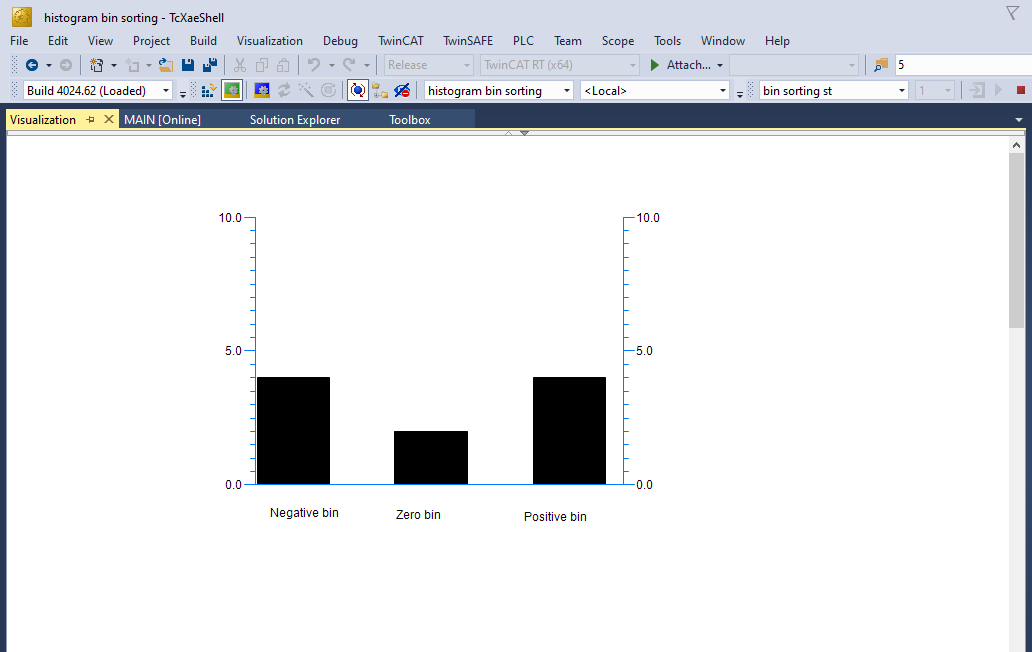 histogram bin sorting - TcXaeShell
File Edit View Project Build Visualization Debug TwinCAT TwinSAFE PLC Team Scope Tools Window Help
Release TwinCAT RT (x64) Attach... 5
Build 4024.62 (Loaded) histogram bin sorting <Local> bin sorting st 1
Visualization MAIN [Online] Solution Explorer Toolbox
10.0 10.0
5.0 5.0
0.0 0.0
Negative bin Zero bin Positive bin